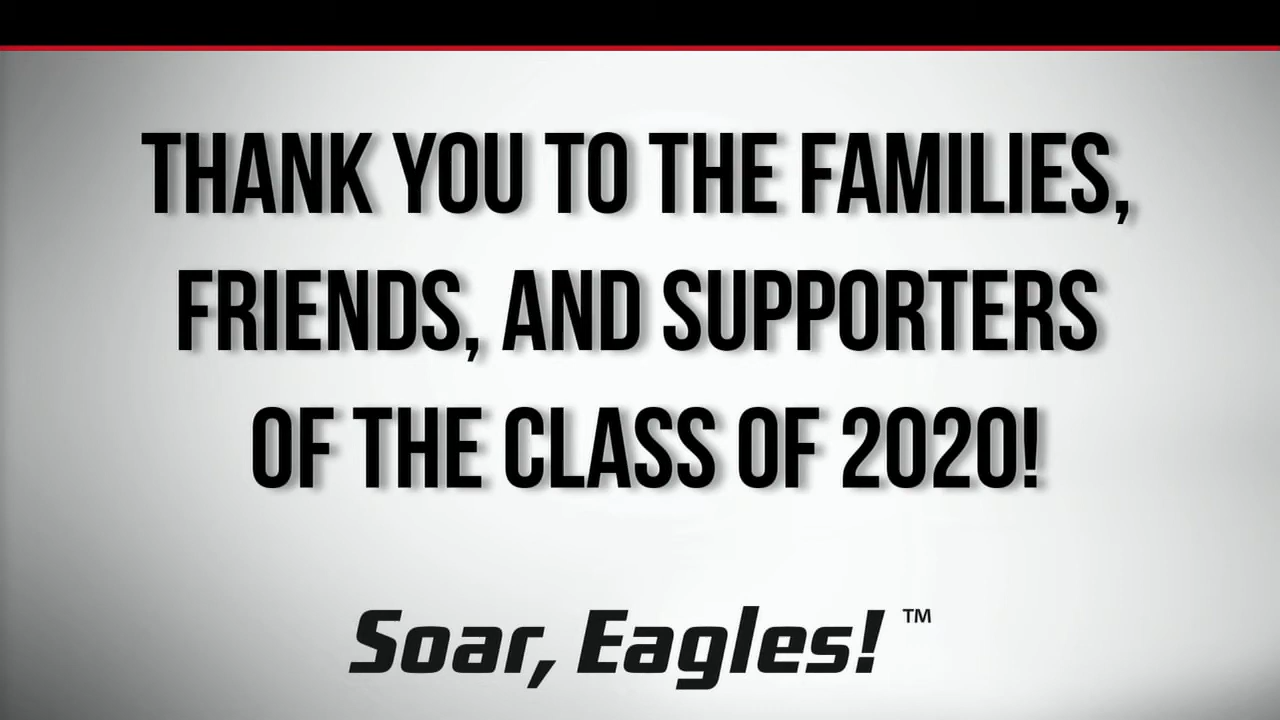 THANK YOU TO THE FAMILIES,
FRIENDS, AND SUPPORTERS
OF THE CLASS OF 2020!
Soar, Eagles! ™